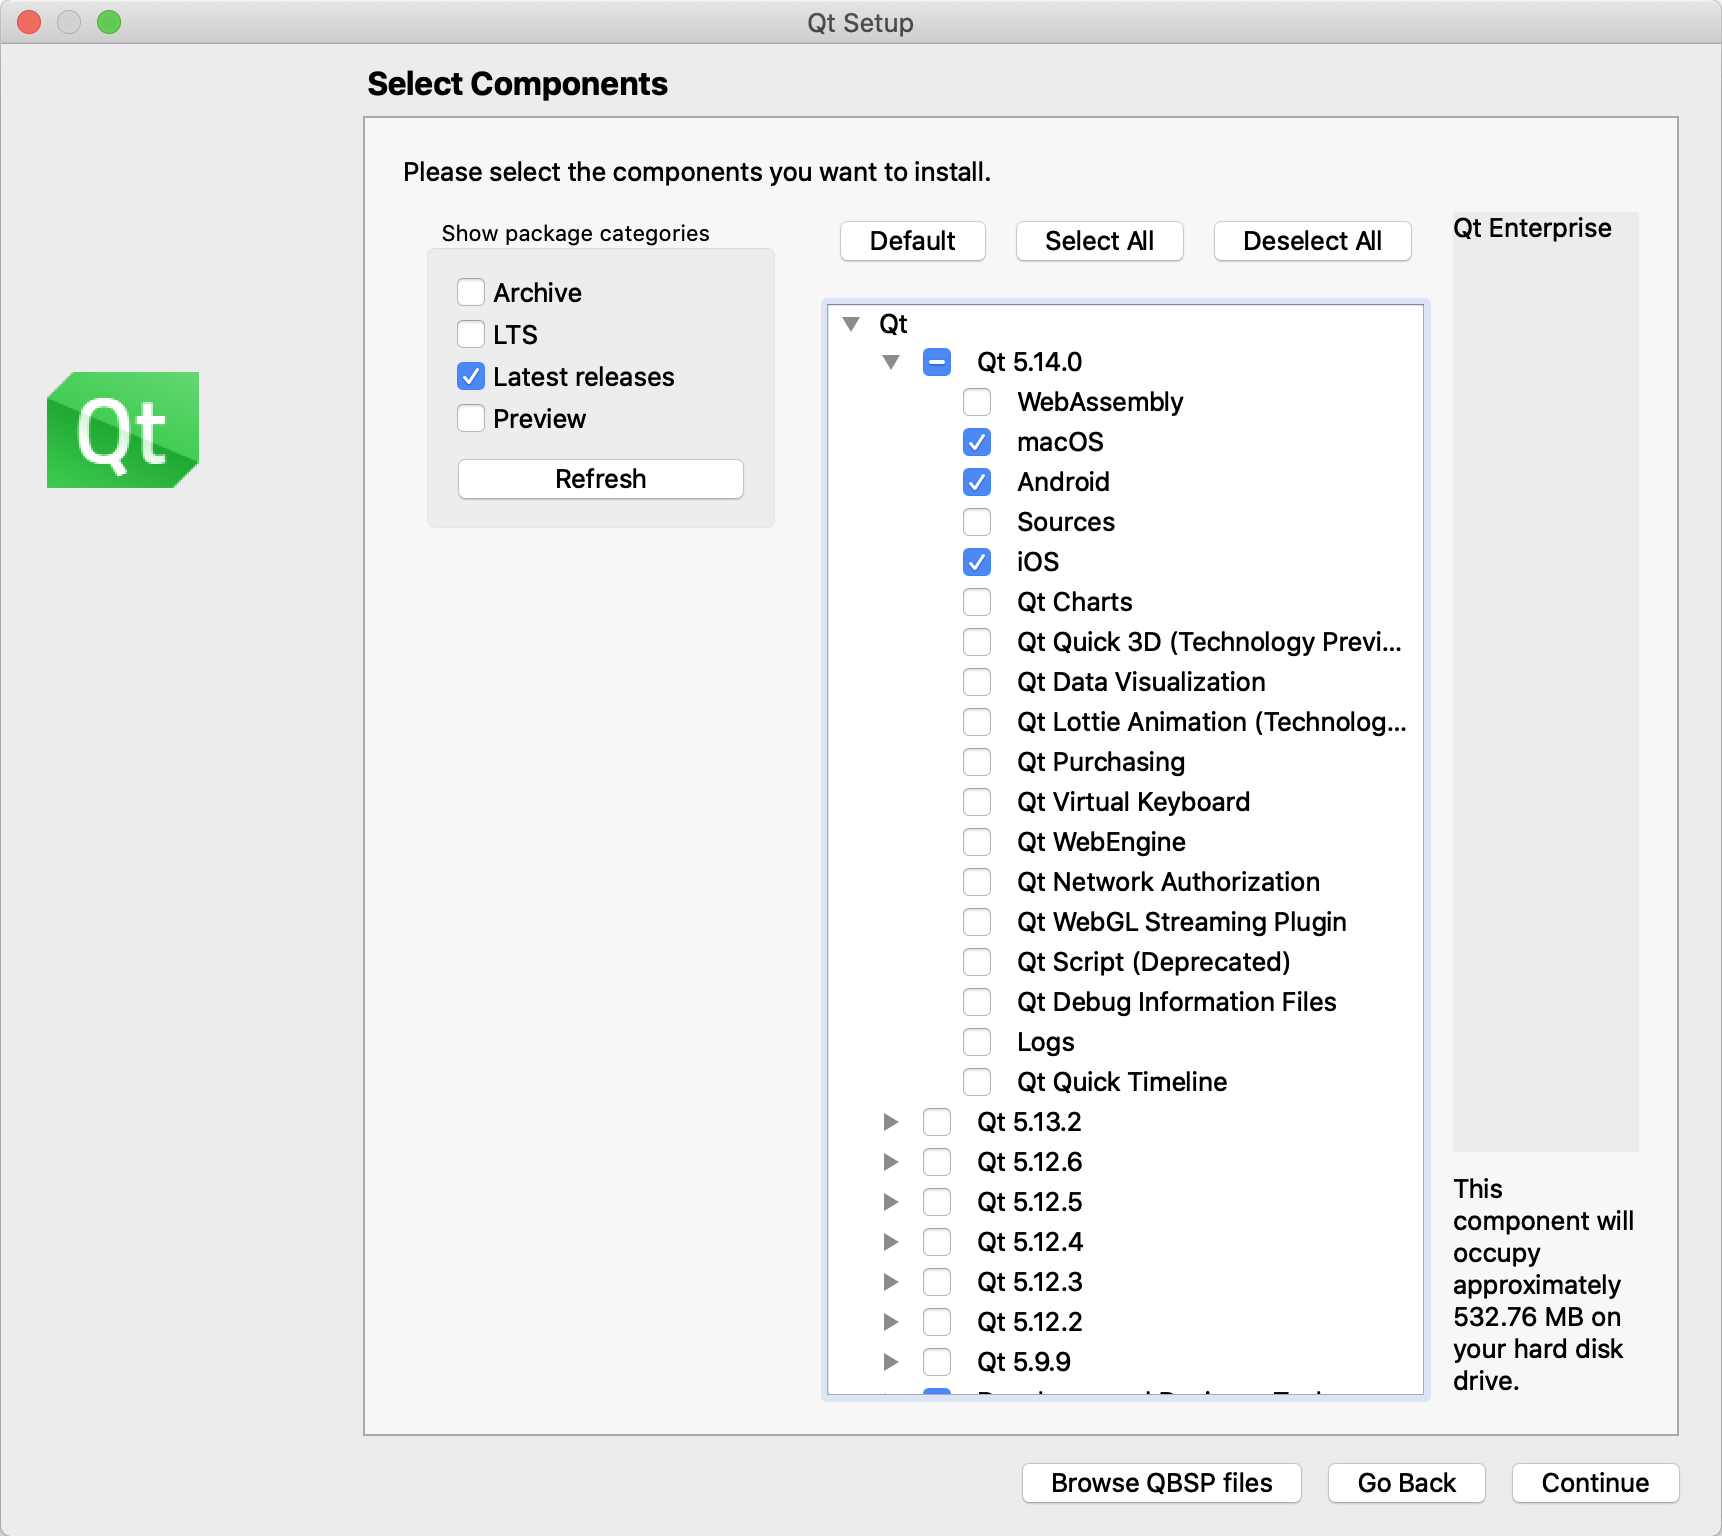 Qt Setup
Select Components
Please select the components you want to install.
Show package categories
Archive
LTS
Latest releases
Preview
Refresh
Default
Select All
Deselect All
Qt
Qt 5.14.0
WebAssembly
macOS
Android
Sources
iOS
Qt Charts
Qt Quick 3D (Technology Previ...
Qt Data Visualization
Qt Lottie Animation (Technolog...
Qt Purchasing
Qt Virtual Keyboard
Qt WebEngine
Qt Network Authorization
Qt WebGL Streaming Plugin
Qt Script (Deprecated)
Qt Debug Information Files
Logs
Qt Quick Timeline
Qt 5.13.2
Qt 5.12.6
Qt 5.12.5
Qt 5.12.4
Qt 5.12.3
Qt 5.12.2
Qt 5.9.9
Qt Enterprise
This
component will
occupy
approximately
532.76 MB on
your hard disk
drive.
Qt
Browse QBSP files
Go Back
Continue